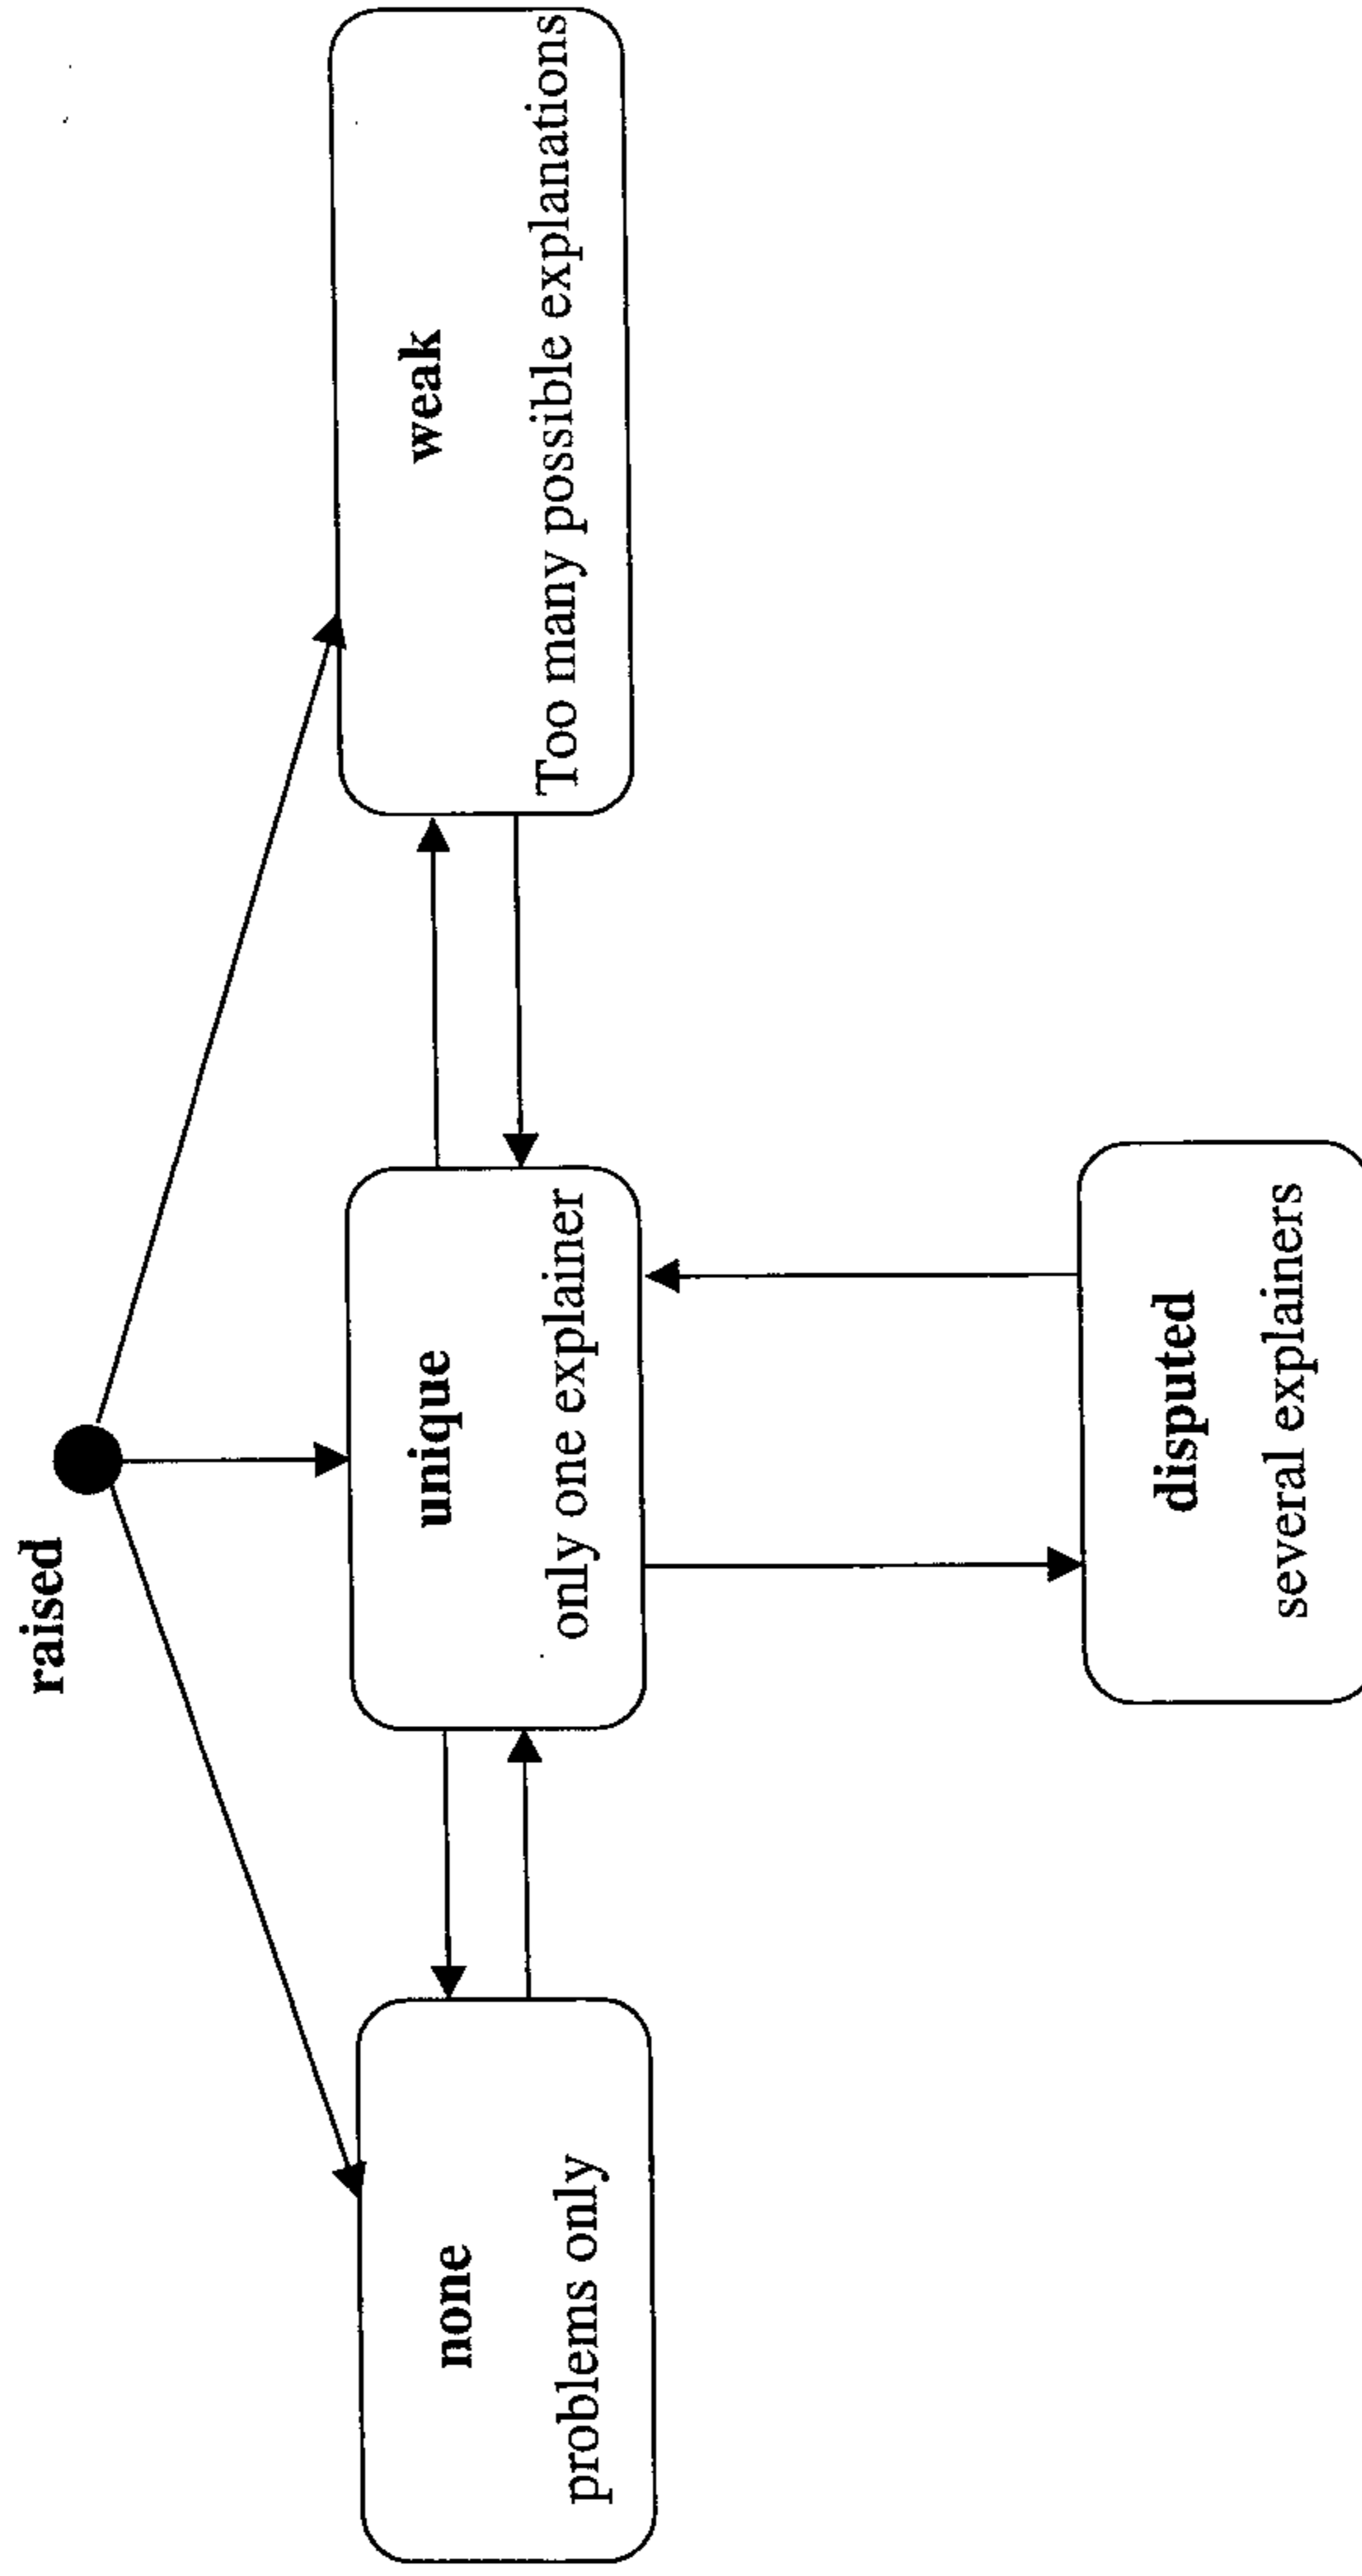 raised
none
problems only
unique
only one explainer
weak
Too many possible explanations
disputed
several explainers